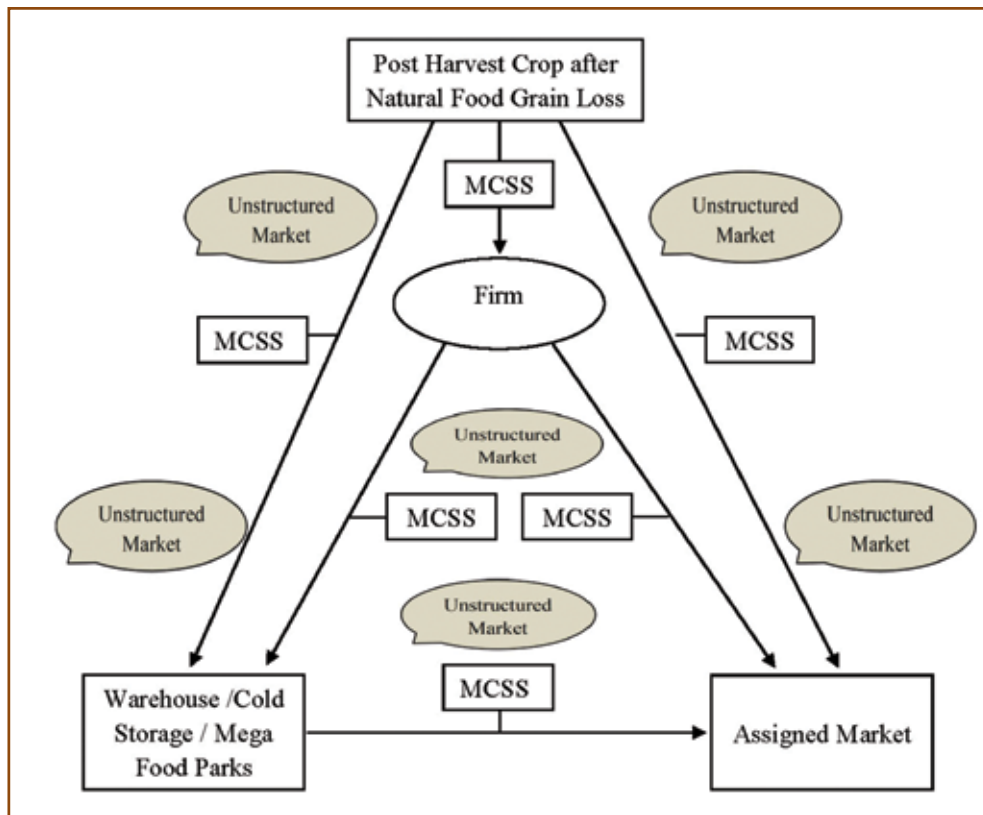 Post Harvest Crop after
Natural Food Grain Loss
MCSS
Unstructured
Market
Unstructured
Market
Firm
MCSS
MCSS
Unstructured
Market
Unstructured
Market
MCSS
MCSS
Unstructured
Market
Unstructured
Market
MCSS
Warehouse /Cold
Storage / Mega
Food Parks
Assigned Market